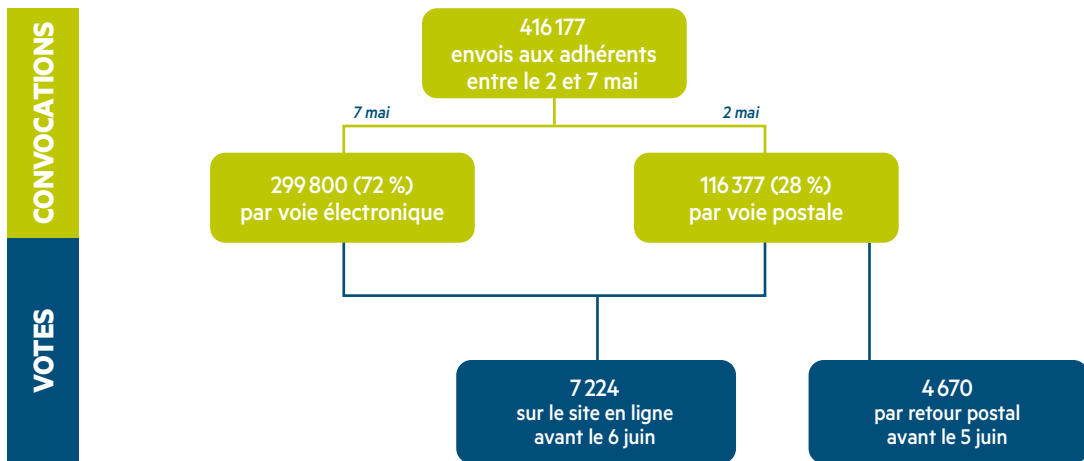 CONVOCATIONS
416 177
envois aux adhérents
entre le 2 et 7 mai
7 mai
2 mai
299 800 (72 %)
par voie électronique
116 377 (28 %)
par voie postale
VOTES
7 224
sur le site en ligne
avant le 6 juin
4 670
par retour postal
avant le 5 juin